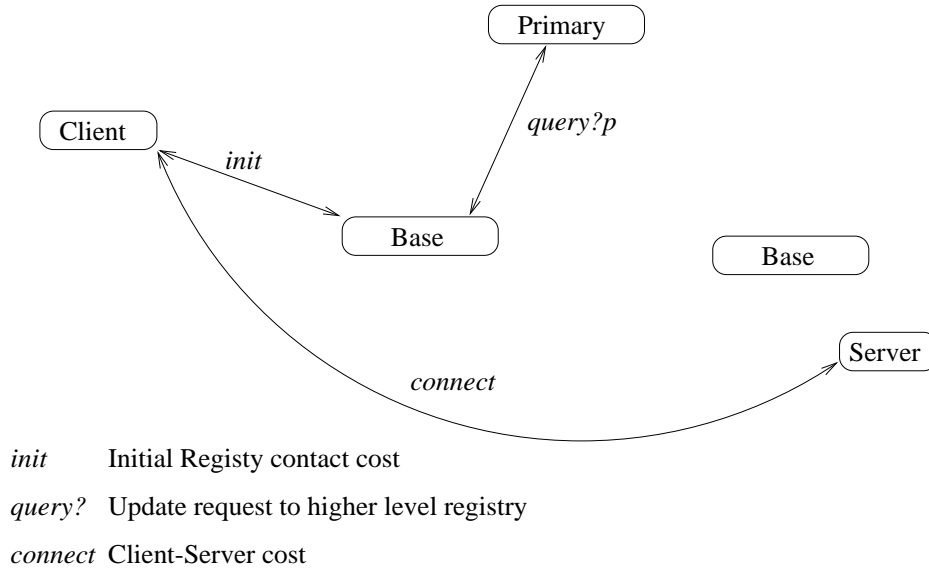 Primary
Client
query?p
init
Base
Base
Server
connect
init Initial Registy contact cost
query? Update request to higher level registry
connect Client-Server cost